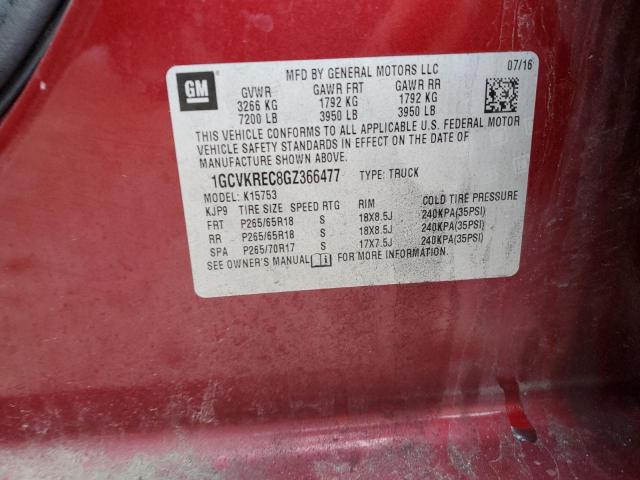 GM
MFD BY GENERAL MOTORS LLC 07/16
GVWR GAWR FRT GAWR RR
3266 KG 1792 KG 1792 KG
7200 LB 3950 LB 3950 LB
THIS VEHICLE CONFORMS TO ALL APPLICABLE U.S. FEDERAL MOTOR
VEHICLE SAFETY STANDARDS IN EFFECT ON THE DATE OF
MANUFACTURE SHOWN ABOVE.
1GCVKREC8GZ366477 TYPE: TRUCK
MODEL: K15753
KJP9 TIRE SIZE SPEED RTG RIM COLD TIRE PRESSURE
FRT P265/65R18 S 18X8.5J 240KPA(35PSI)
RR P265/65R18 S 18X8.5J 240KPA(35PSI)
SPA P265/70R17 S 17X7.5J 240KPA(35PSI)
SEE OWNER'S MANUAL FOR MORE INFORMATION.